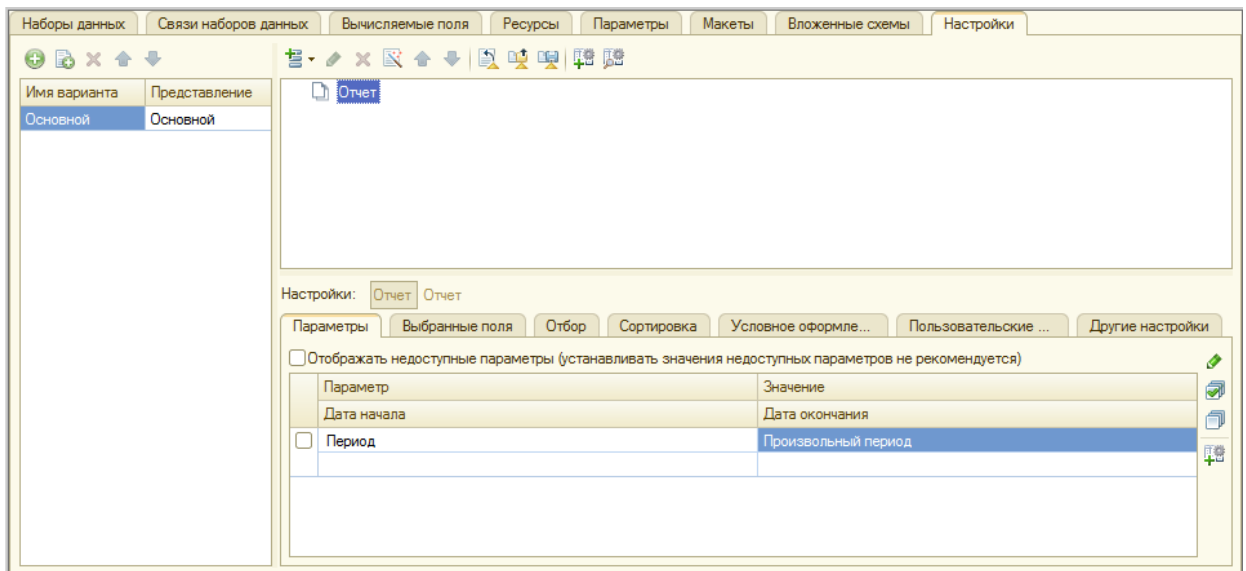 Наборы данных Связи наборов данных Вычисляемые поля Ресурсы Параметры Макеты Вложенные схемы Настройки
Имя варианта Представление
Основной Основной
Отчет
Настройки: Отчет Отчет
Параметры Выбранные поля Отбор Сортировка Условное оформле... Пользовательские ... Другие настройки
Отображать недоступные параметры (устанавливать значения недоступных параметров не рекомендуется)
Параметр Значение
Дата начала Дата окончания
Период Произвольный период